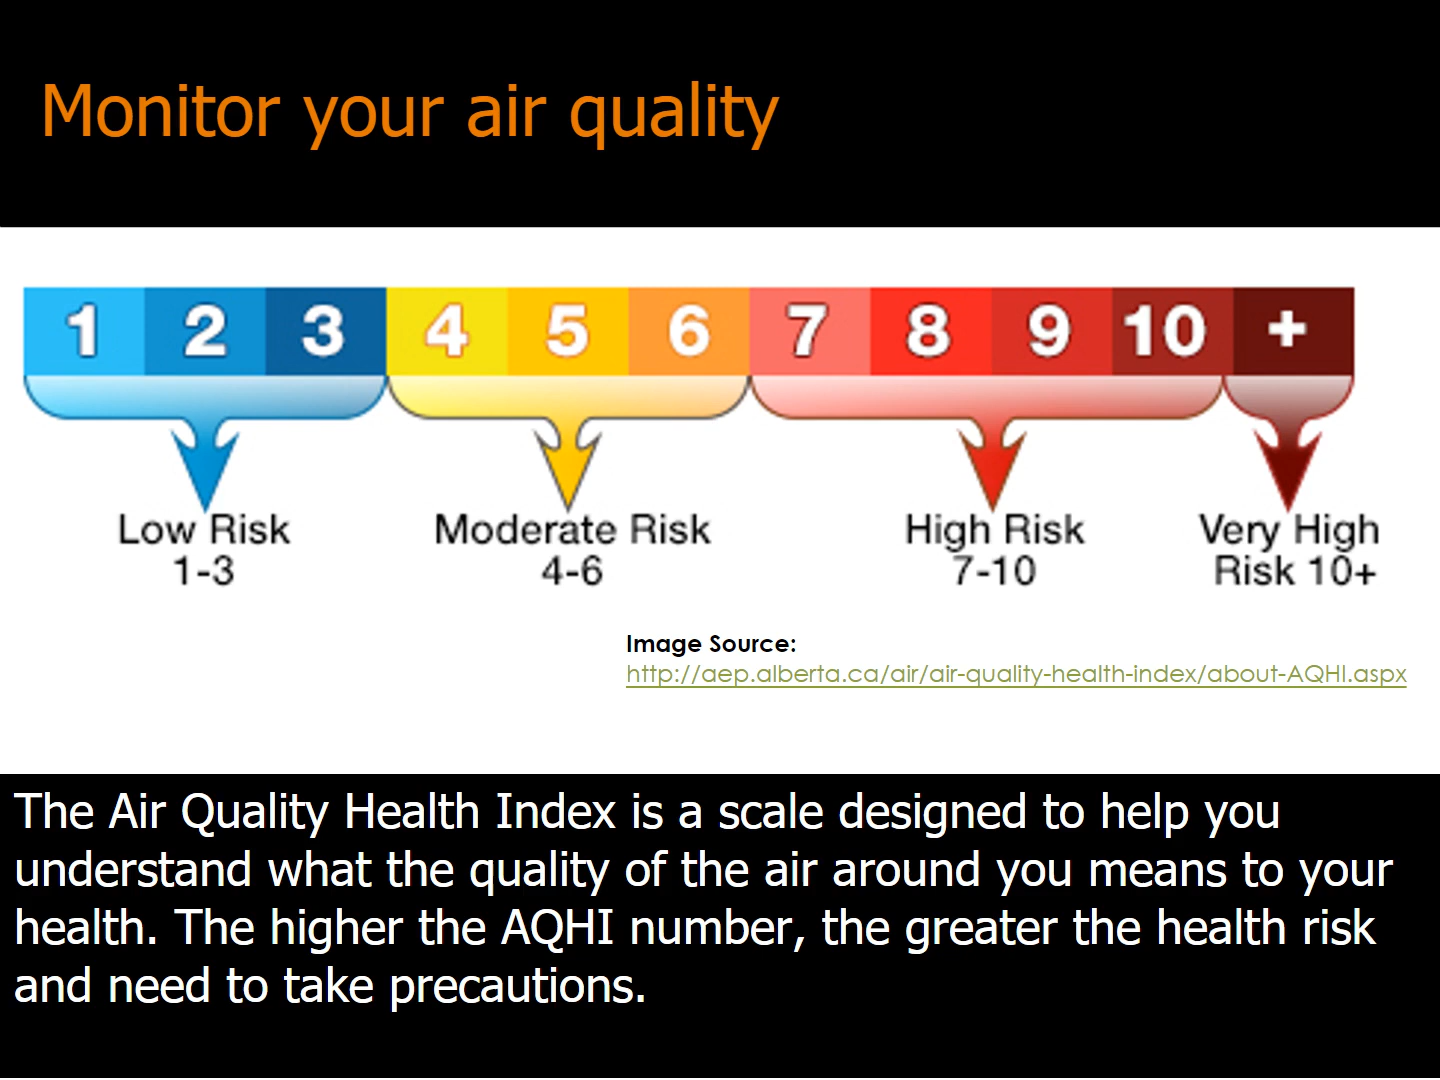 Monitor your air quality
1 2 3 4 5 6 7 8 9 10 +
Low Risk Moderate Risk High Risk Very High
1-3 4-6 7-10 Risk 10+
Image Source:
http://aep.alberta.ca/air/air-quality-health-index/about-AQHI.aspx
The Air Quality Health Index is a scale designed to help you
understand what the quality of the air around you means to your
health. The higher the AQHI number, the greater the health risk
and need to take precautions.